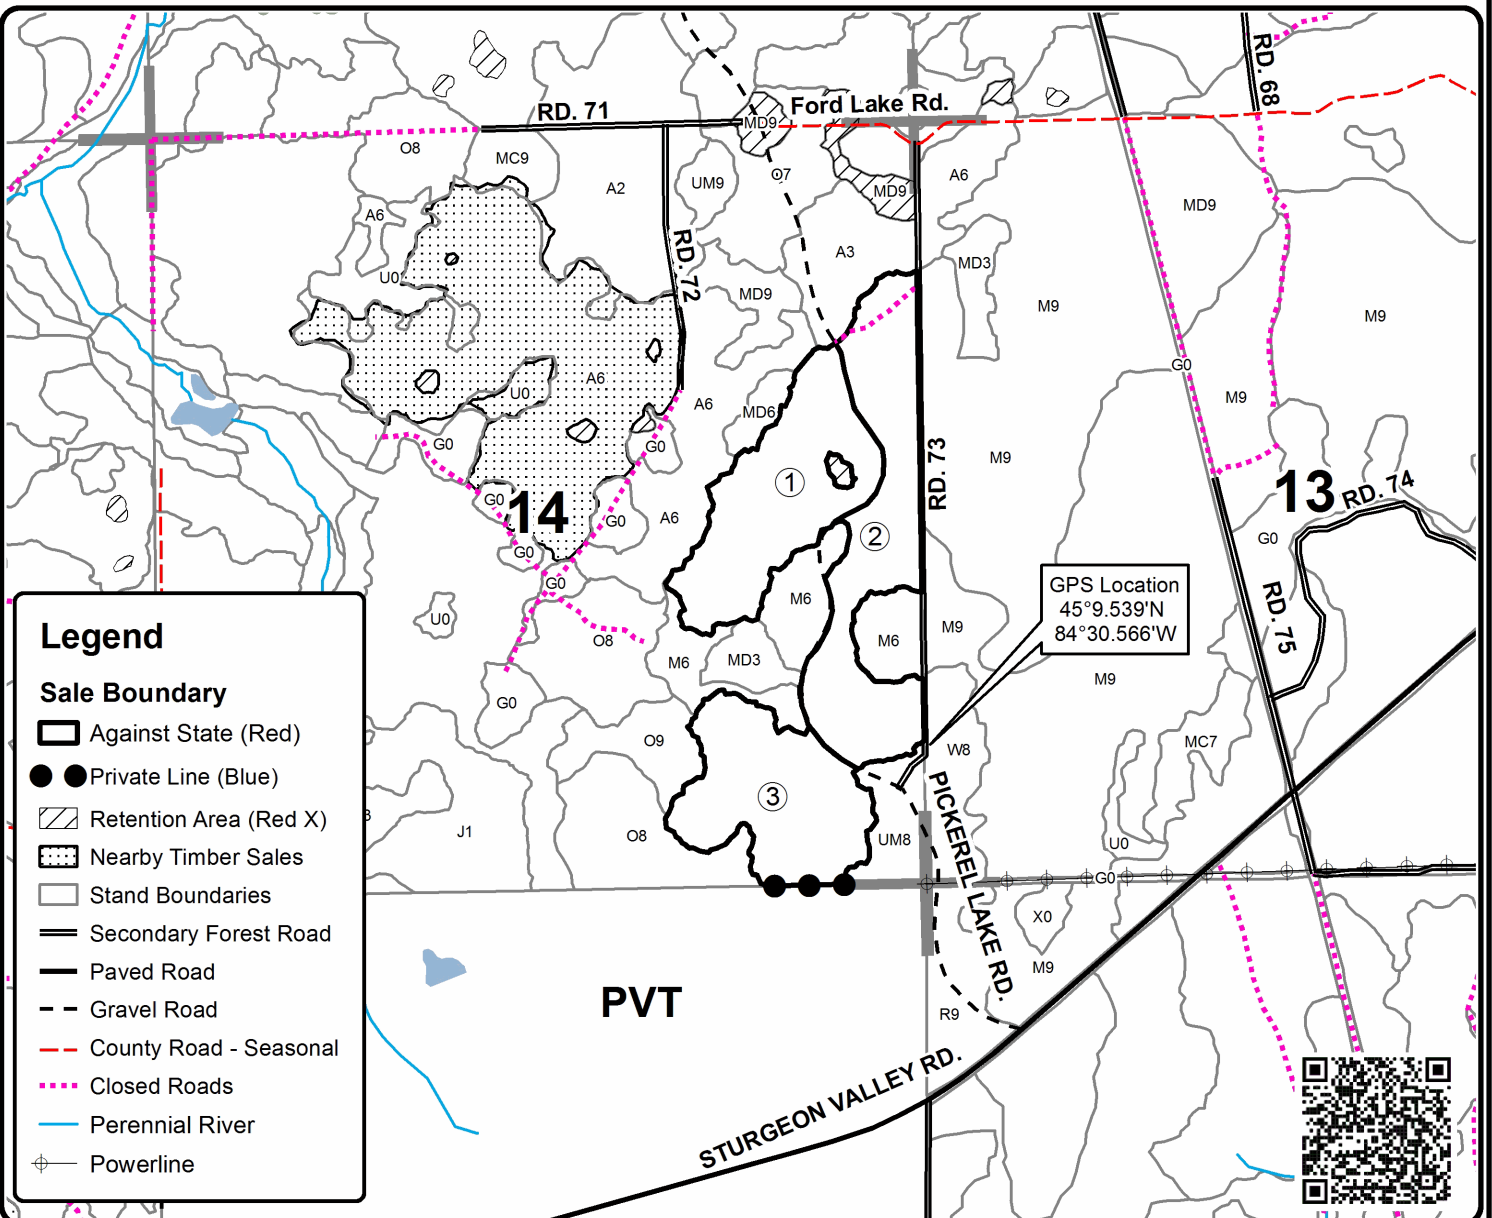 RD. 68
Ford Lake Rd.
RD. 71
MD9
O8
MC9
A2
UM9
O7
MD9
A6
MD9
A6
A3
MD3
RD. 72
U0
MD9
M9
M9
G0
A6
U0
A6
MD6
M9
G0
G0
RD. 73
M9
1
13
RD. 74
G0
14
G0
A6
2
G0
G0
G0
GPS Location
45°9.539'N
84°30.566'W
M6
U0
O8
M6
M9
RD. 75
M6
MD3
M9
G0
O9
W8
MC7
3
PICKEREL LAKE RD.
J1
O8
UM8
U0
G0
X0
M9
PVT
R9
STURGEON VALLEY RD.
Legend
Sale Boundary
Against State (Red)
Private Line (Blue)
Retention Area (Red X)
Nearby Timber Sales
Stand Boundaries
Secondary Forest Road
Paved Road
Gravel Road
County Road - Seasonal
Closed Roads
Perennial River
Powerline